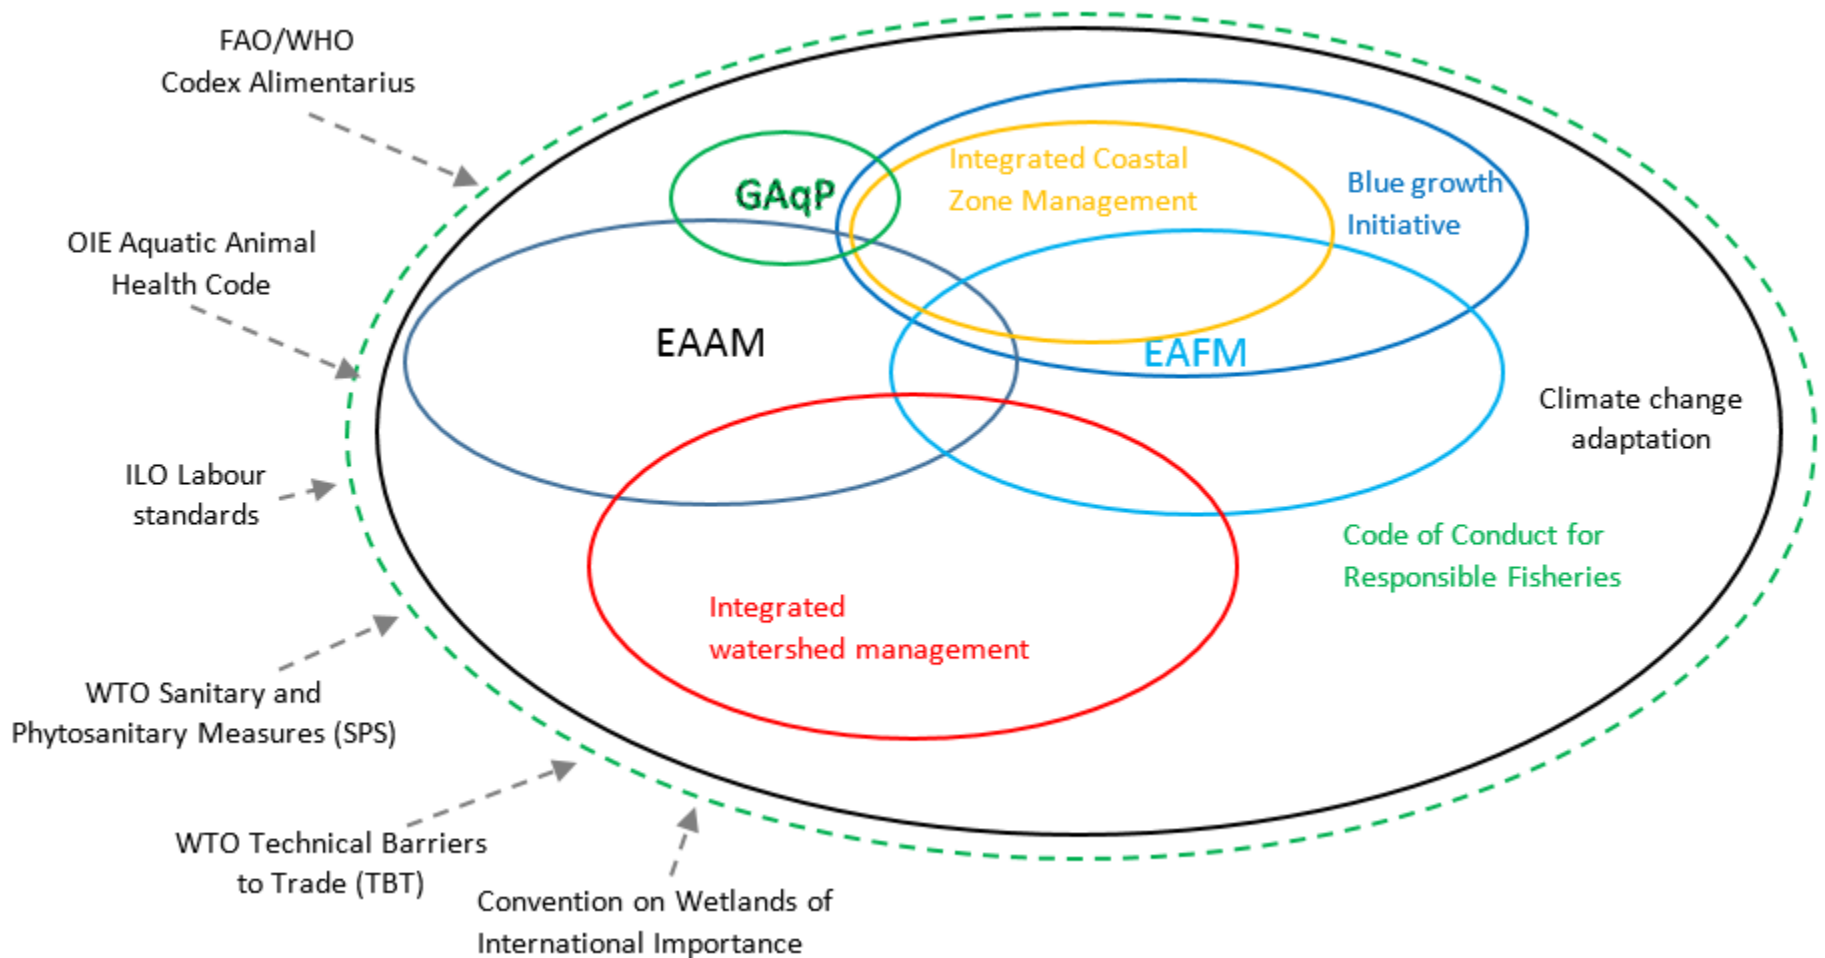 FAO/WHO
Codex Alimentarius
OIE Aquatic Animal
Health Code
ILO Labour
standards
WTO Sanitary and
Phytosanitary Measures (SPS)
WTO Technical Barriers
to Trade (TBT)
Convention on Wetlands of
International Importance
GAqP
Integrated Coastal
Zone Management
Blue growth
Initiative
EAAM
EAFM
Climate change
adaptation
Code of Conduct for
Responsible Fisheries
Integrated
watershed management